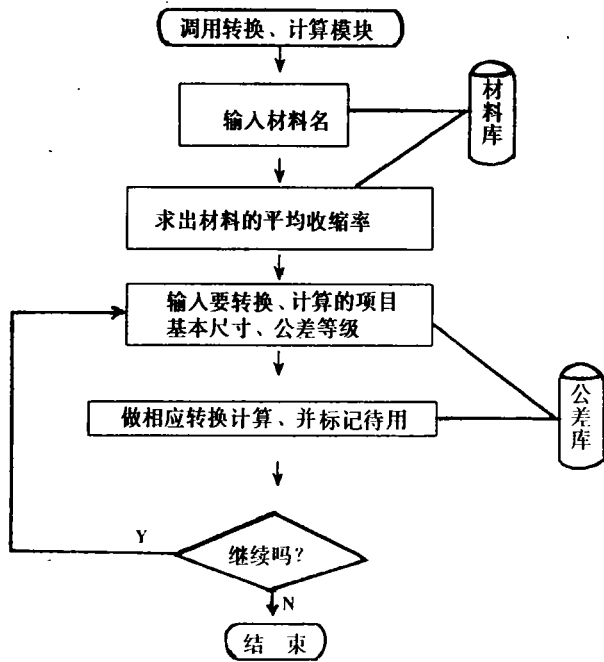 调用转换、计算模块
输入材料名
材料库
求出材料的平均收缩率
输入要转换、计算的项目
基本尺寸、公差等级
做相应转换计算、并标记待用
公差库
Y
继续吗?
N
结 束